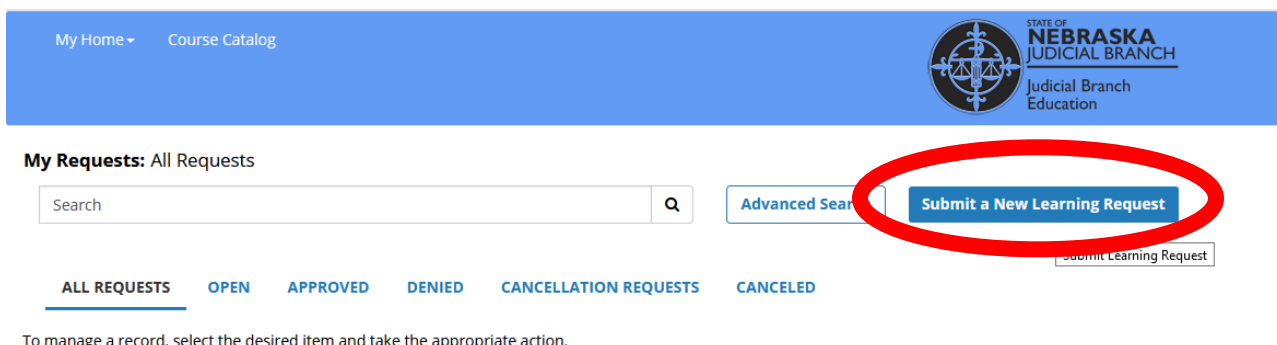 My Home Course Catalog
STATE OF
NEBRASKA
JUDICIAL BRANCH
Judicial Branch
Education
My Requests: All Requests
Search Advanced Sear Submit a New Learning Request
Submit Learning Request
ALL REQUESTS OPEN APPROVED DENIED CANCELLATION REQUESTS CANCELED
To manage a record, select the desired item and take the appropriate action.